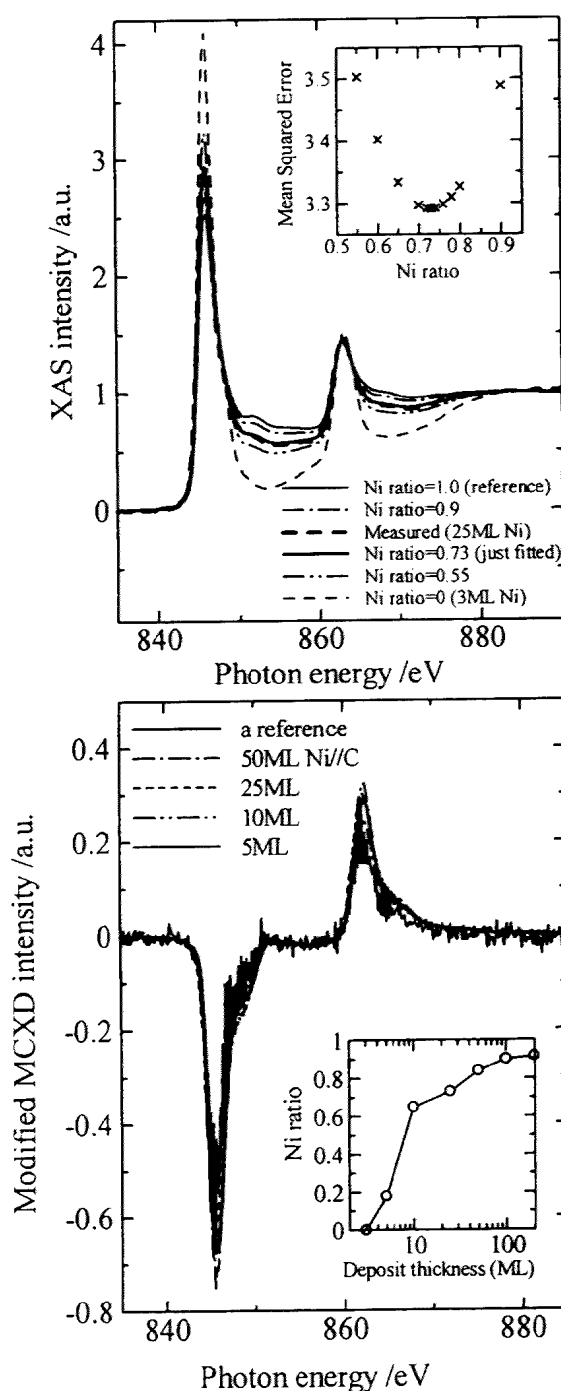 4
3
2
1
0
XAS intensity /a.u.
3.5
3 4
3.3
Mean Squared Error
0.5 0.6 0.7 0 8 0.9
Ni ratio
Ni ratio=1.0 (reference)
Ni ratio=0.9
Measured (25ML Ni)
Ni ratio=0.73 (just fitted)
Ni ratio=0.55
Ni ratio=0 (3ML Ni)
840 860 880
Photon energy /eV
a reference
50ML Ni//C
25ML
10ML
5ML
0.4
0.2
0
-0.2
-0.4
-0.6
-0.8
Modified MCXD intensity /a.u.
1
0.8
0.6
0.4
0.2
0
Ni ratio
10 100
Deposit thickness (ML)
840 860 880
Photon energy /eV